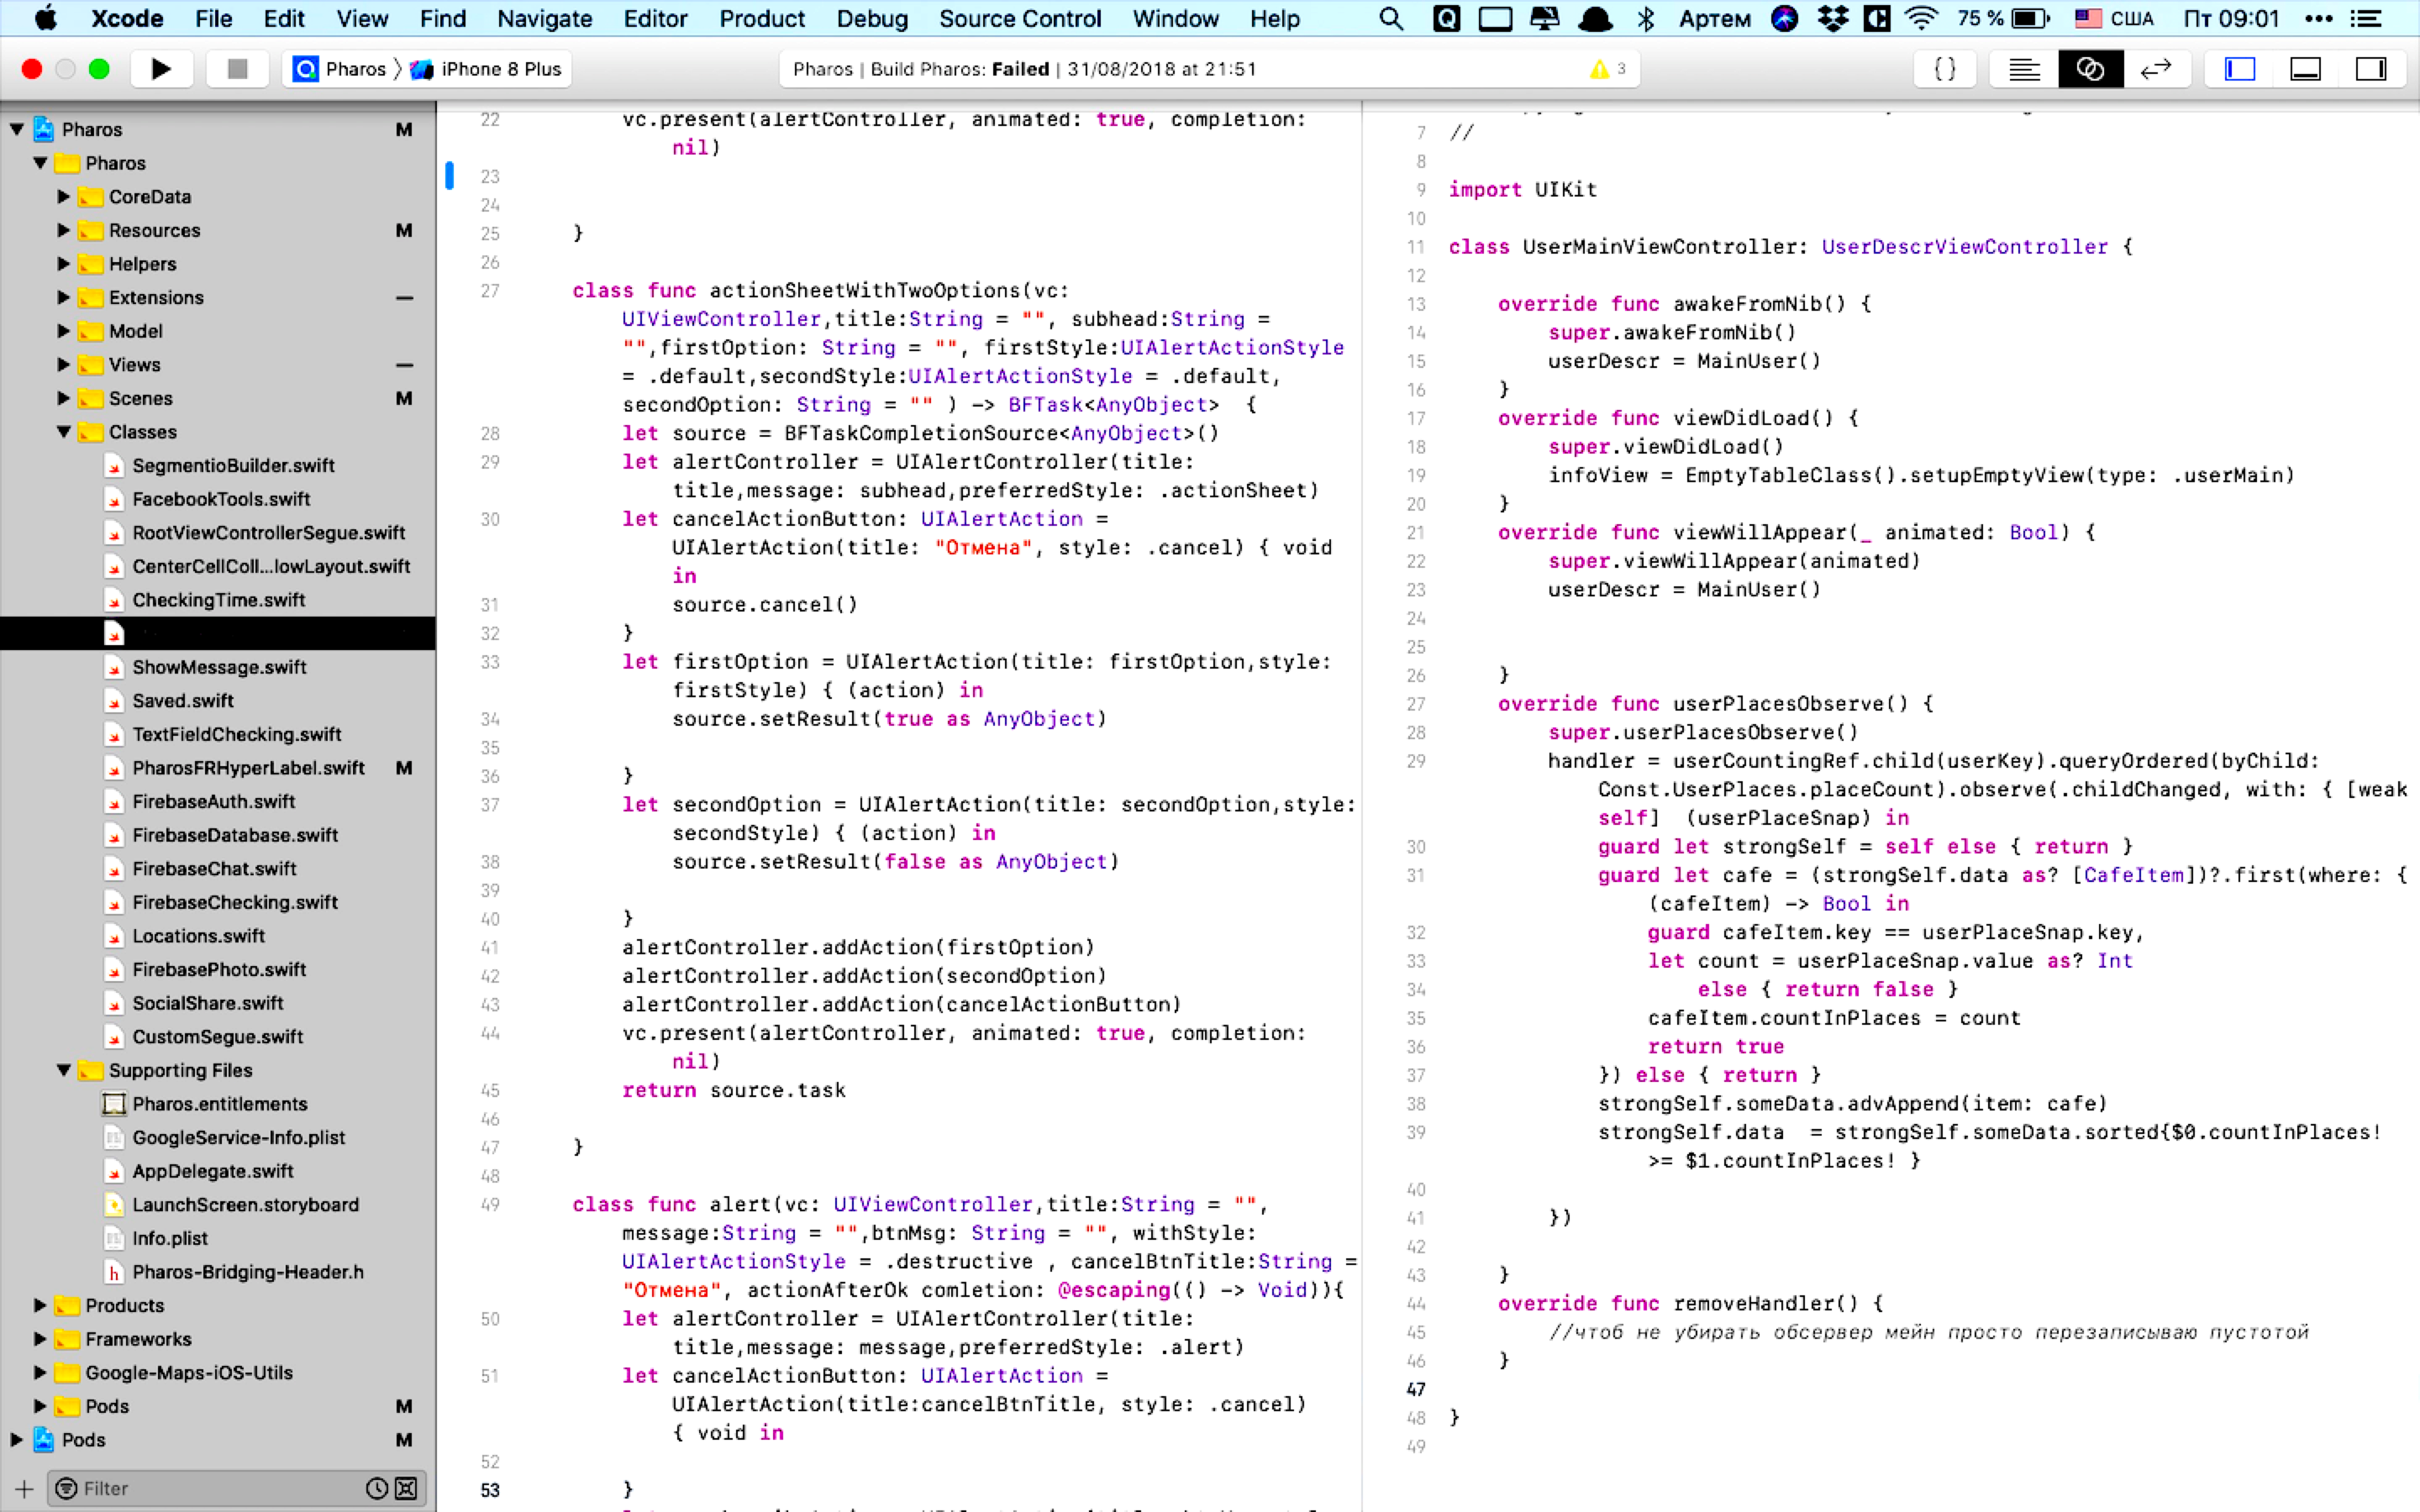 Xcode File Edit View Find Navigate Editor Product Debug Source Control Window Help Артем 75 % США Пт 09:01
Pharos iPhone 8 Plus
Pharos | Build Pharos: Failed | 31/08/2018 at 21:51 3
{ }
Pharos M
Pharos
CoreData
Resources M
Helpers
Extensions
Model
Views
Scenes M
Classes
SegmentioBuilder.swift
FacebookTools.swift
RootViewControllerSegue.swift
CenterCellColl...lowLayout.swift
CheckingTime.swift
ShowMessage.swift
Saved.swift
TextFieldChecking.swift
PharosFRHyperLabel.swift M
FirebaseAuth.swift
FirebaseDatabase.swift
FirebaseChat.swift
FirebaseChecking.swift
Locations.swift
FirebasePhoto.swift
SocialShare.swift
CustomSegue.swift
Supporting Files
Pharos.entitlements
GoogleService-Info.plist
AppDelegate.swift
LaunchScreen.storyboard
Info.plist
Pharos-Bridging-Header.h
Products
Frameworks
Google-Maps-iOS-Utils
Pods M
Pods M
Filter
22 vc.present(alertController, animated: true, completion:
nil)
23
24
25 }
26
27 class func actionSheetWithTwoOptions(vc:
UIViewController,title:String = "", subhead:String =
"",firstOption: String = "", firstStyle:UIAlertActionStyle
= .default,secondStyle:UIAlertActionStyle = .default,
secondOption: String = "" ) -> BFTask<AnyObject> {
28 let source = BFTaskCompletionSource<AnyObject>()
29 let alertController = UIAlertController(title:
title,message: subhead,preferredStyle: .actionSheet)
30 let cancelActionButton: UIAlertAction =
UIAlertAction(title: "Отмена", style: .cancel) { void
in
31 source.cancel()
32 }
33 let firstOption = UIAlertAction(title: firstOption,style:
firstStyle) { (action) in
34 source.setResult(true as AnyObject)
35
36 }
37 let secondOption = UIAlertAction(title: secondOption,style:
secondStyle) { (action) in
38 source.setResult(false as AnyObject)
39
40 }
41 alertController.addAction(firstOption)
42 alertController.addAction(secondOption)
43 alertController.addAction(cancelActionButton)
44 vc.present(alertController, animated: true, completion:
nil)
45 return source.task
46
47 }
48
49 class func alert(vc: UIViewController,title:String = "",
message:String = "",btnMsg: String = "", withStyle:
UIAlertActionStyle = .destructive , cancelBtnTitle:String =
"Отмена", actionAfterOk comletion: @escaping(() -> Void)){
50 let alertController = UIAlertController(title:
title,message: message,preferredStyle: .alert)
51 let cancelActionButton: UIAlertAction =
UIAlertAction(title:cancelBtnTitle, style: .cancel)
{ void in
52
53 }
7 //
8
9 import UIKit
10
11 class UserMainViewController: UserDescrViewController {
12
13 override func awakeFromNib() {
14 super.awakeFromNib()
15 userDescr = MainUser()
16 }
17 override func viewDidLoad() {
18 super.viewDidLoad()
19 infoView = EmptyTableClass().setupEmptyView(type: .userMain)
20 }
21 override func viewWillAppear(_ animated: Bool) {
22 super.viewWillAppear(animated)
23 userDescr = MainUser()
24
25
26 }
27 override func userPlacesObserve() {
28 super.userPlacesObserve()
29 handler = userCountingRef.child(userKey).queryOrdered(byChild:
Const.UserPlaces.placeCount).observe(.childChanged, with: { [weak
self] (userPlaceSnap) in
30 guard let strongSelf = self else { return }
31 guard let cafe = (strongSelf.data as? [CafeItem])?.first(where: {
(cafeItem) -> Bool in
32 guard cafeItem.key == userPlaceSnap.key,
33 let count = userPlaceSnap.value as? Int
34 else { return false }
35 cafeItem.countInPlaces = count
36 return true
37 }) else { return }
38 strongSelf.someData.advAppend(item: cafe)
39 strongSelf.data = strongSelf.someData.sorted{$0.countInPlaces!
>= $1.countInPlaces! }
40
41 })
42
43 }
44 override func removeHandler() {
45 //чтоб не убирать обсервер мейн просто перезаписываю пустотой
46 }
47
48 }
49